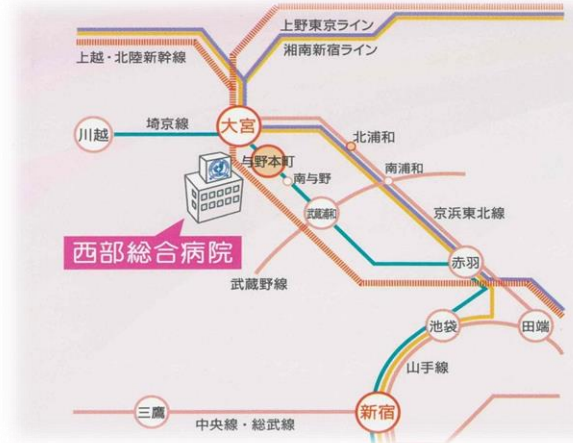 上野東京ライン
湘南新宿ライン
上越・北陸新幹線
川越
埼京線
大宮
北浦和
与野本町
南与野
南浦和
武蔵浦和
京浜東北線
西部総合病院
武蔵野線
赤羽
池袋
田端
山手線
三鷹
中央線・総武線
新宿